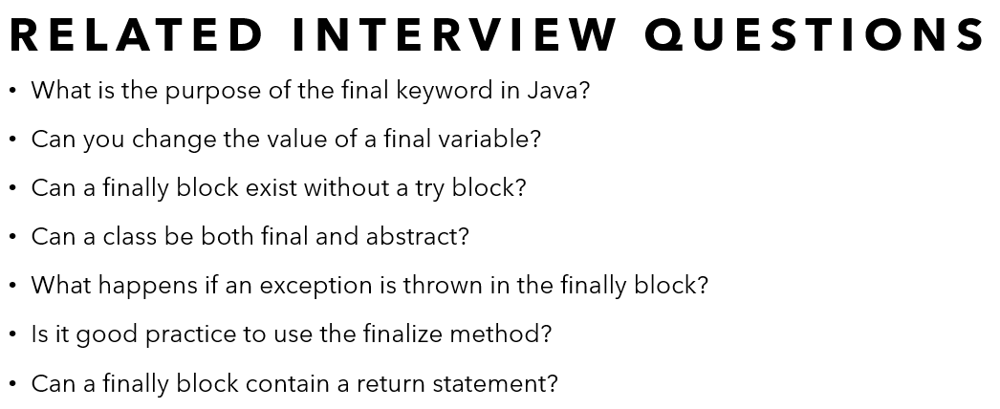 RELATED INTERVIEW QUESTIONS
• What is the purpose of the final keyword in Java?
• Can you change the value of a final variable?
• Can a finally block exist without a try block?
• Can a class be both final and abstract?
• What happens if an exception is thrown in the finally block?
• Is it good practice to use the finalize method?
• Can a finally block contain a return statement?